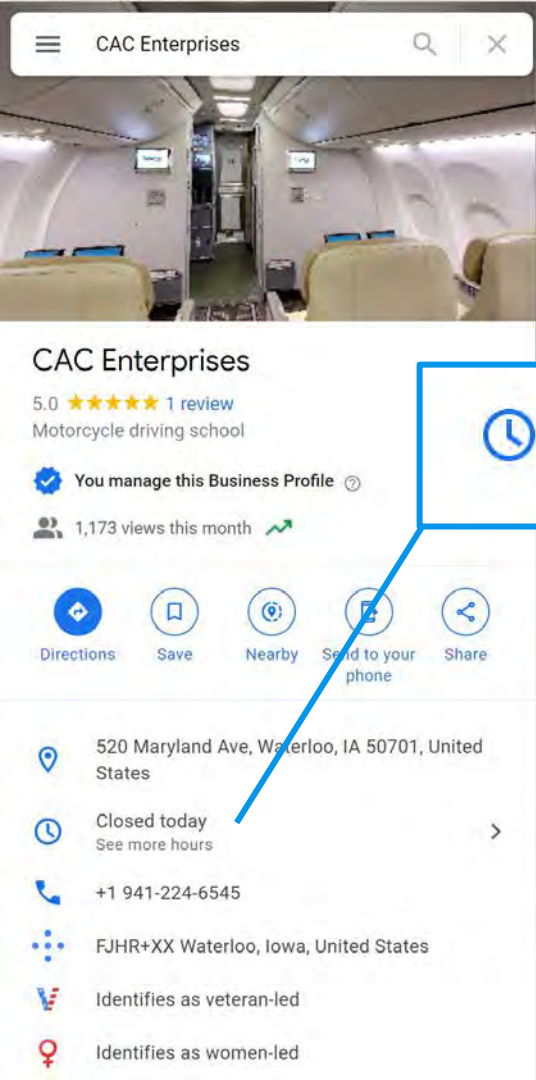 CAC Enterprises
CAC Enterprises
5.0 1 review
Motorcycle driving school
You manage this Business Profile
1,173 views this month
Directions Save Nearby Send to your Share
phone
520 Maryland Ave, Waterloo, IA 50701, United
States
Closed today
See more hours
+1 941-224-6545
FJHR+XX Waterloo, Iowa, United States
Identifies as veteran-led
Identifies as women-led